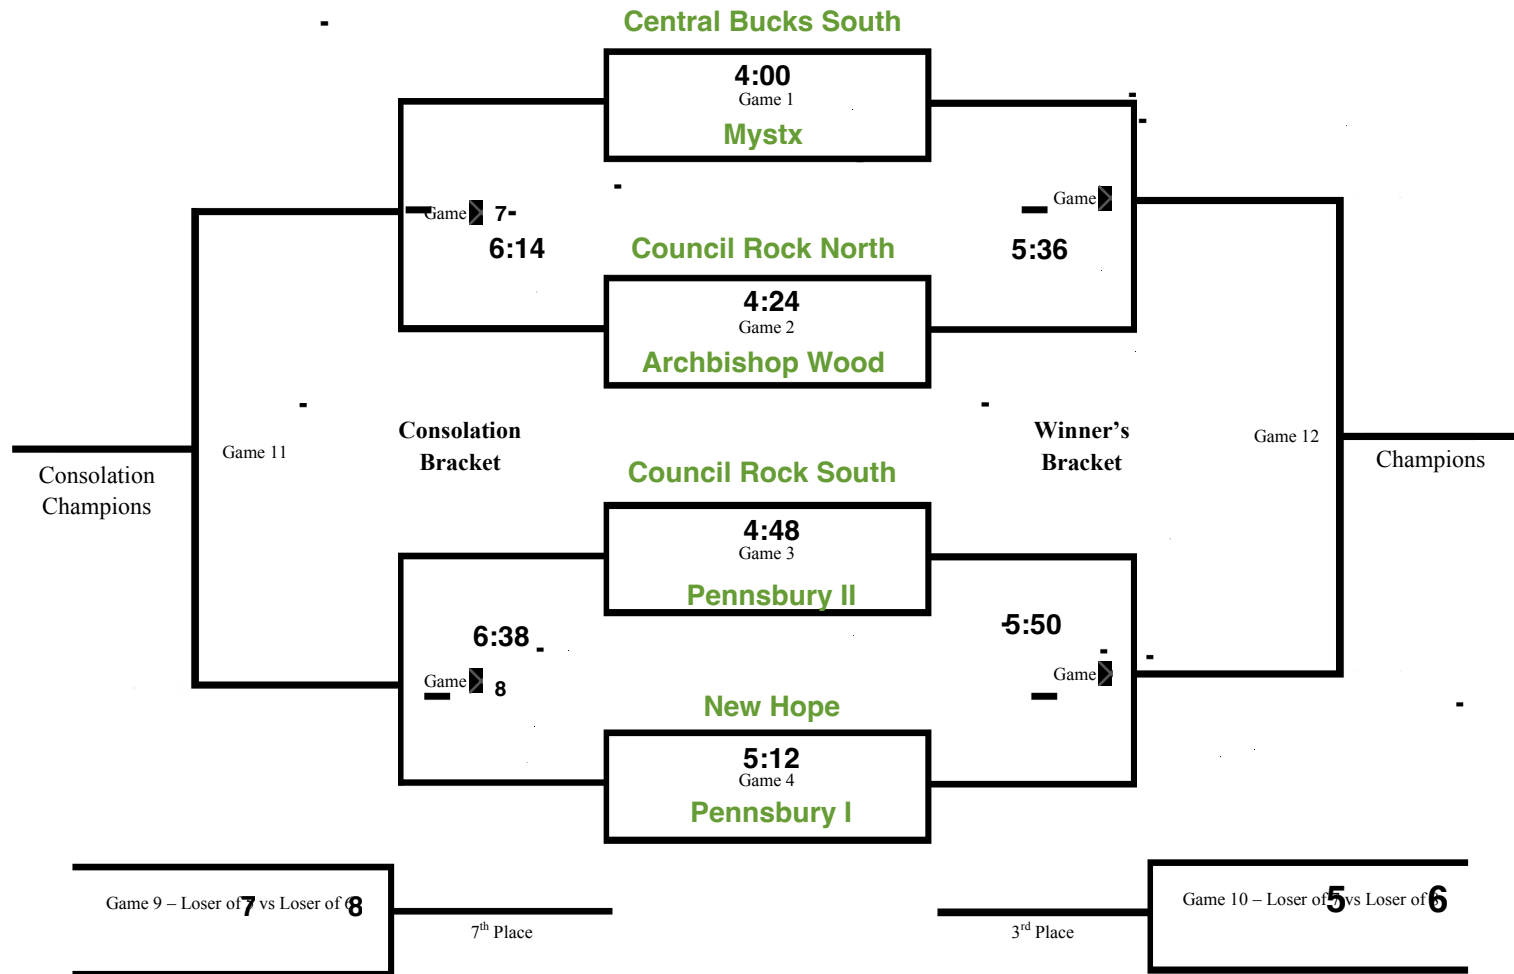 Central Bucks South
4:00
Game 1
Mystx
Game 7
6:14
Game
5:36
Council Rock North
4:24
Game 2
Archbishop Wood
Consolation
Bracket
Winner's
Bracket
Game 11
Game 12
Consolation
Champions
Champions
Council Rock South
4:48
Game 3
Pennsbury II
6:38
Game 8
5:50
Game
New Hope
5:12
Game 4
Pennsbury I
Game 9 – Loser of 7 vs Loser of 8
7th Place
Game 10 – Loser of 5 vs Loser of 6
3rd Place